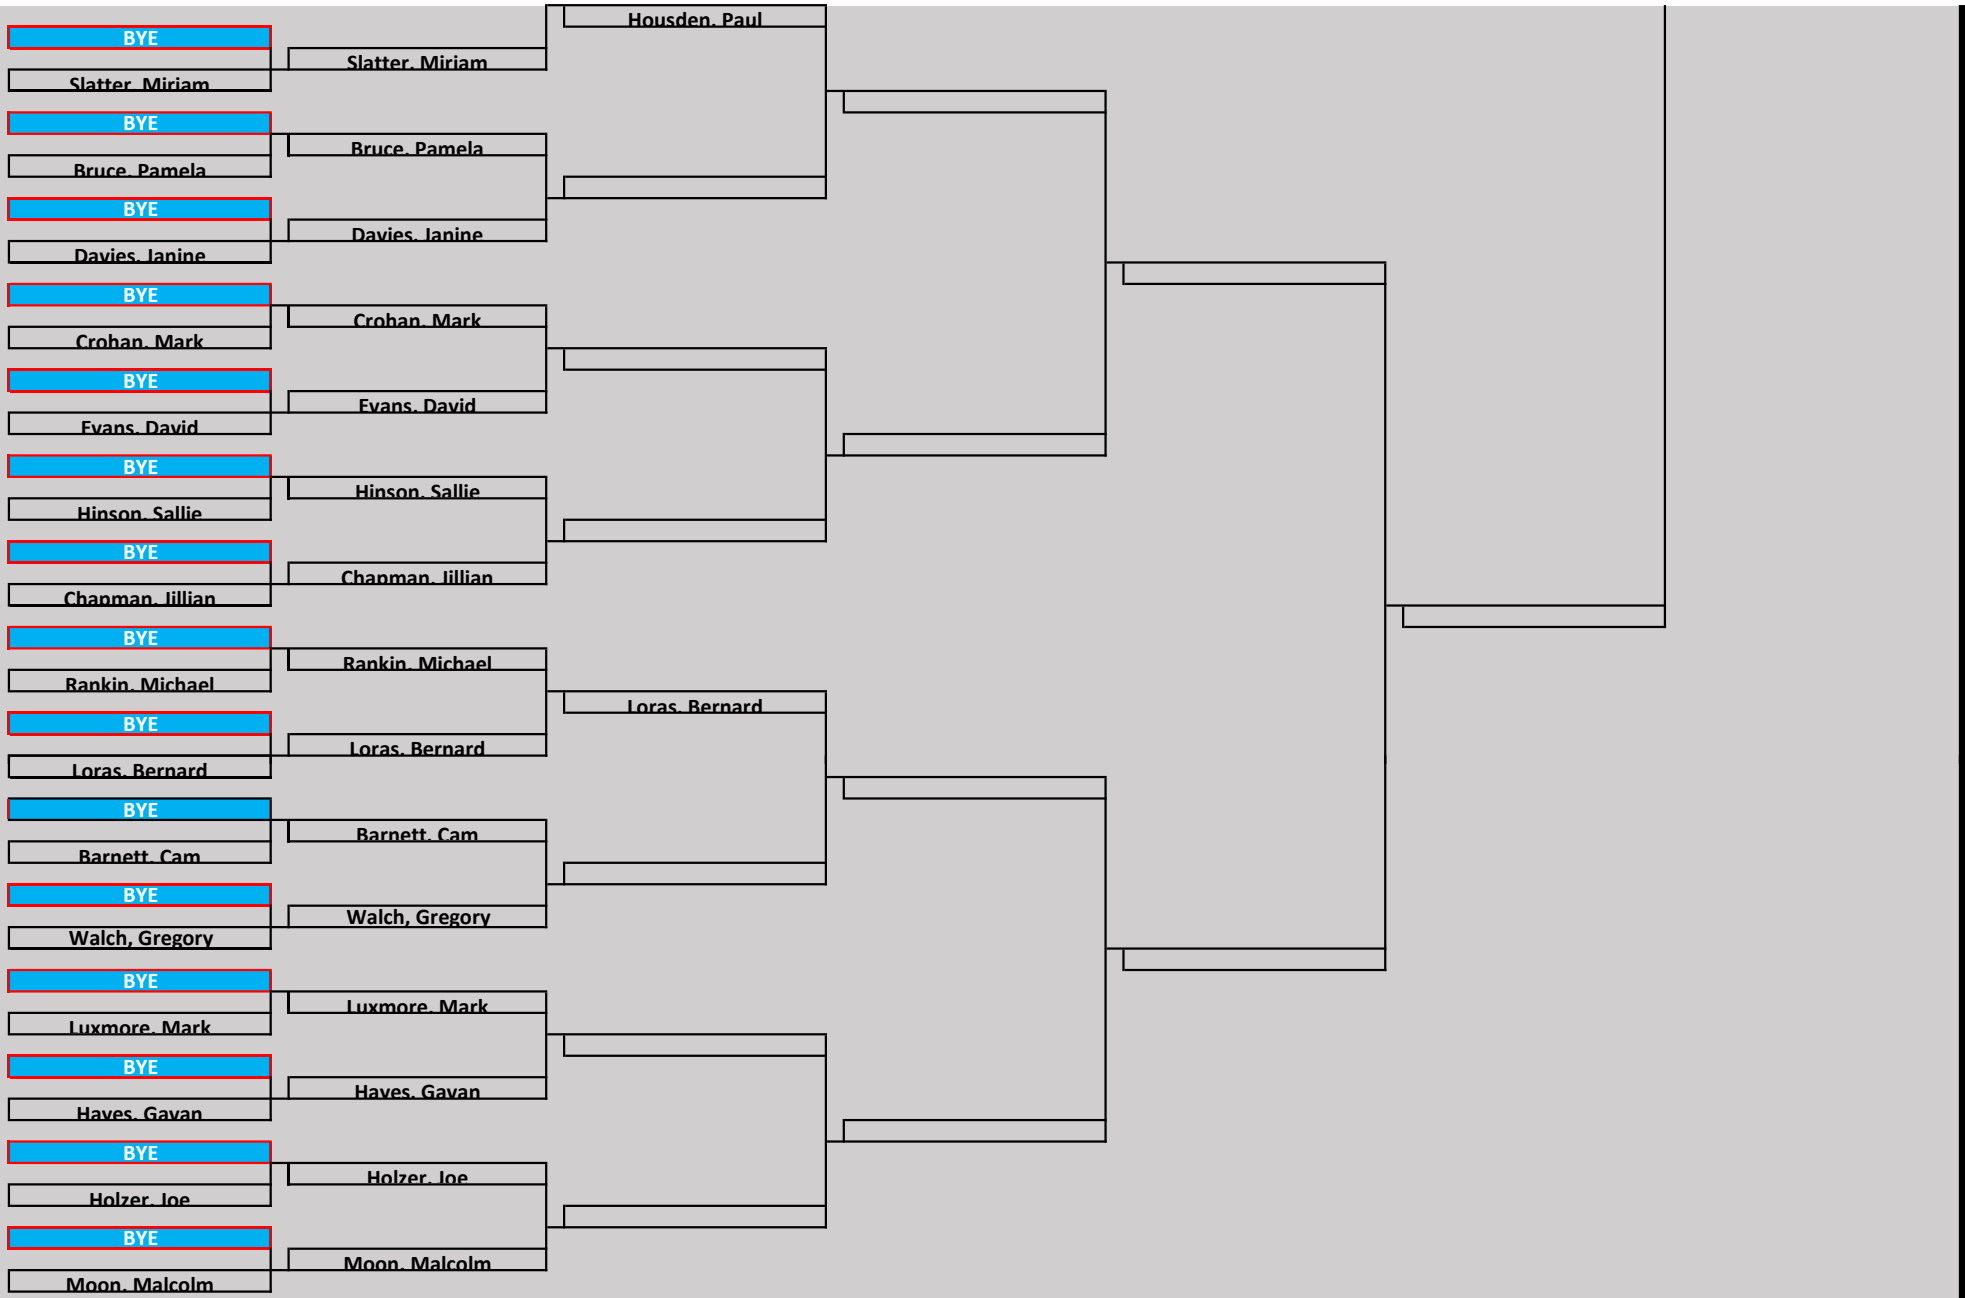 Housden, Paul
BYE
Slatter, Miriam
Slatter, Miriam
BYE
Bruce, Pamela
Bruce, Pamela
BYE
Davies, Janine
Davies, Janine
BYE
Crohan, Mark
Crohan, Mark
BYE
Evans, David
Evans, David
BYE
Hinson, Sallie
Hinson, Sallie
BYE
Chapman, Jillian
Chapman, Jillian
BYE
Rankin, Michael
Rankin, Michael
Loras, Bernard
BYE
Loras, Bernard
Loras, Bernard
BYE
Barnett, Cam
Barnett, Cam
BYE
Walch, Gregory
Walch, Gregory
BYE
Luxmore, Mark
Luxmore, Mark
BYE
Hayes, Gavan
Hayes, Gavan
BYE
Holzer, Joe
Holzer, Joe
BYE
Moon, Malcolm
Moon, Malcolm